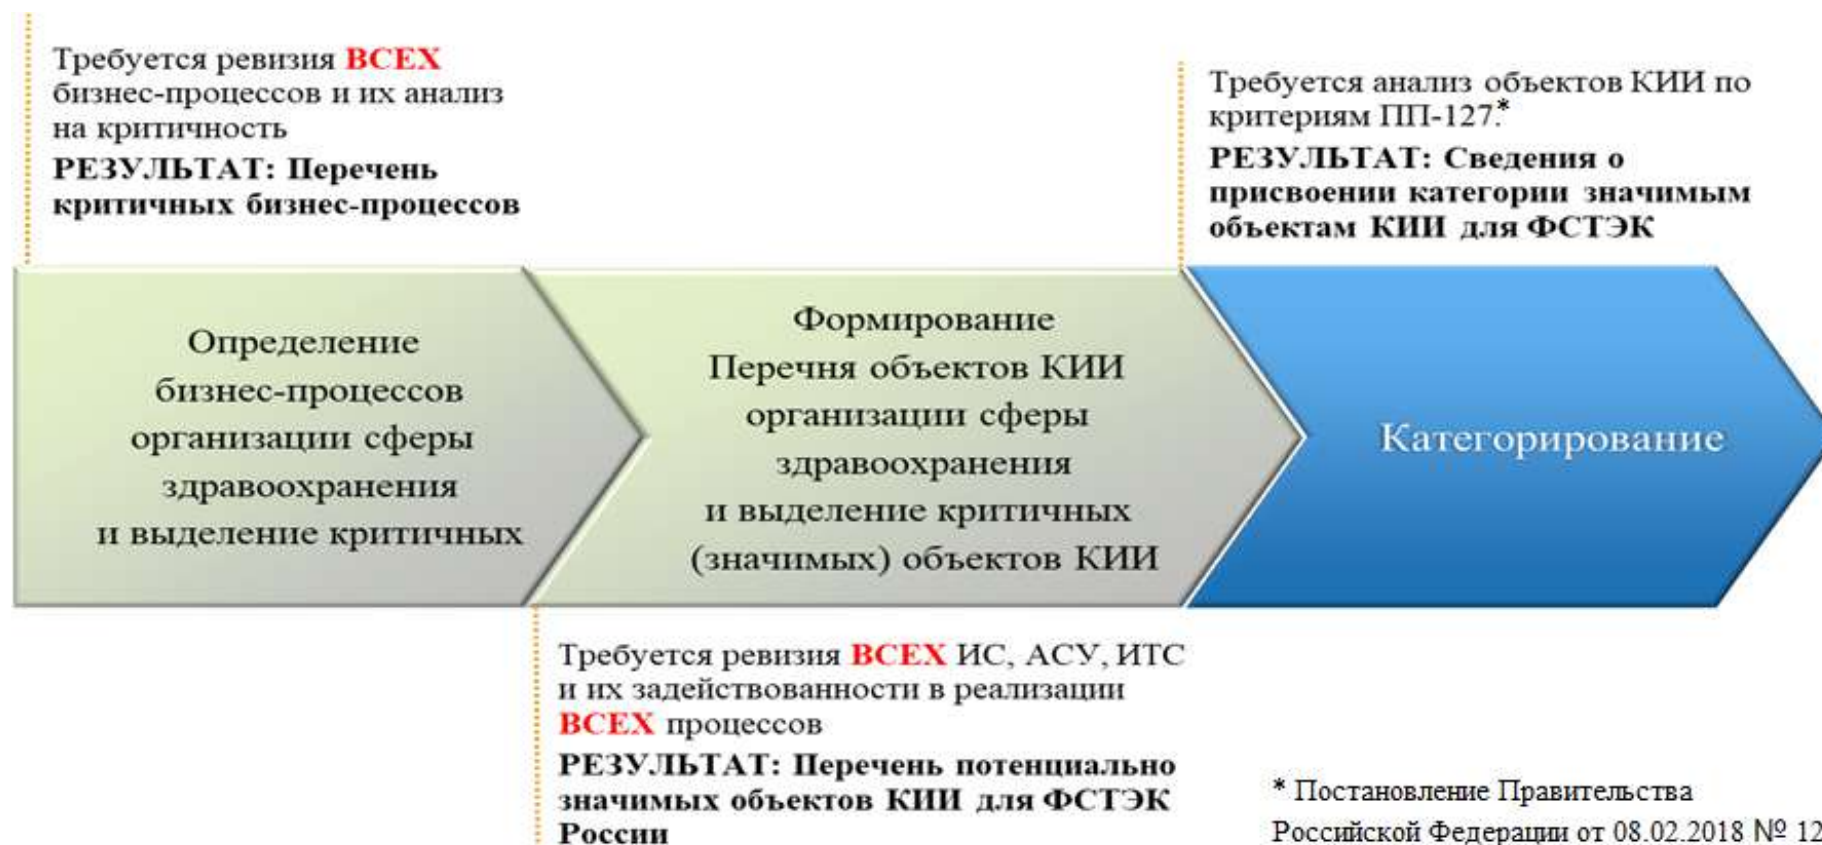 Требуется ревизия ВСЕХ
бизнес-процессов и их анализ
на критичность
РЕЗУЛЬТАТ: Перечень
критичных бизнес-процессов
Требуется анализ объектов КИИ по
критериям ПП-127.*
РЕЗУЛЬТАТ: Сведения о
присвоении категории значимым
объектам КИИ для ФСТЭК
Определение
бизнес-процессов
организации сферы
здравоохранения
и выделение критичных
Формирование
Перечня объектов КИИ
организации сферы
здравоохранения
и выделение критичных
(значимых) объектов КИИ
Категорирование
Требуется ревизия ВСЕХ ИС, АСУ, ИТС
и их задействованности в реализации
ВСЕХ процессов
РЕЗУЛЬТАТ: Перечень потенциально
значимых объектов КИИ для ФСТЭК
России
* Постановление Правительства
Российской Федерации от 08.02.2018 № 12